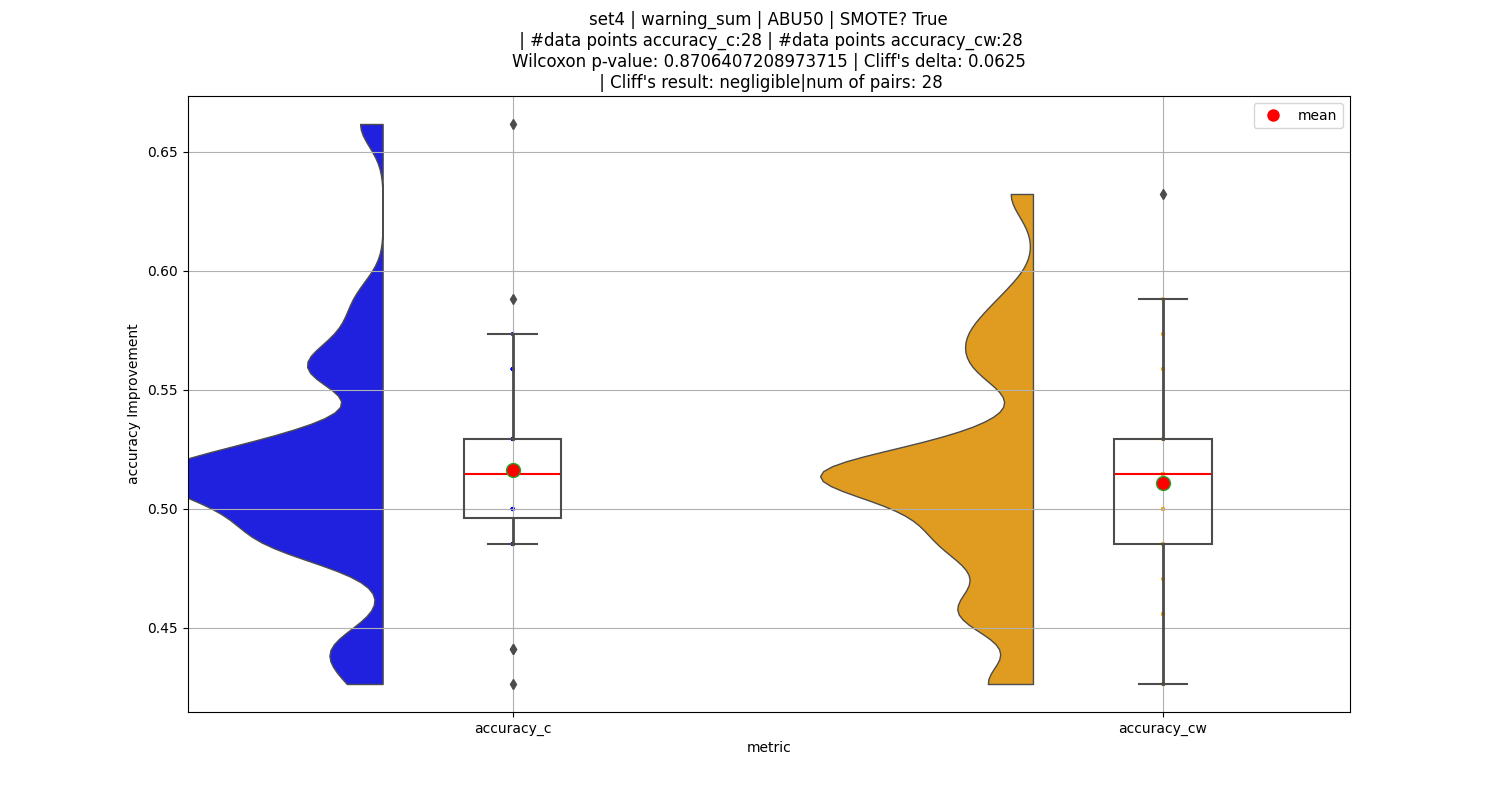 set4 | warning_sum | ABU50 | SMOTE? True
| #data points accuracy_c:28 | #data points accuracy_cw:28
Wilcoxon p-value: 0.8706407208973715 | Cliff's delta: 0.0625
| Cliff's result: negligible|num of pairs: 28
mean
0.65
0.60
0.55
0.50
0.45
accuracy Improvement
accuracy_c
accuracy_cw
metric